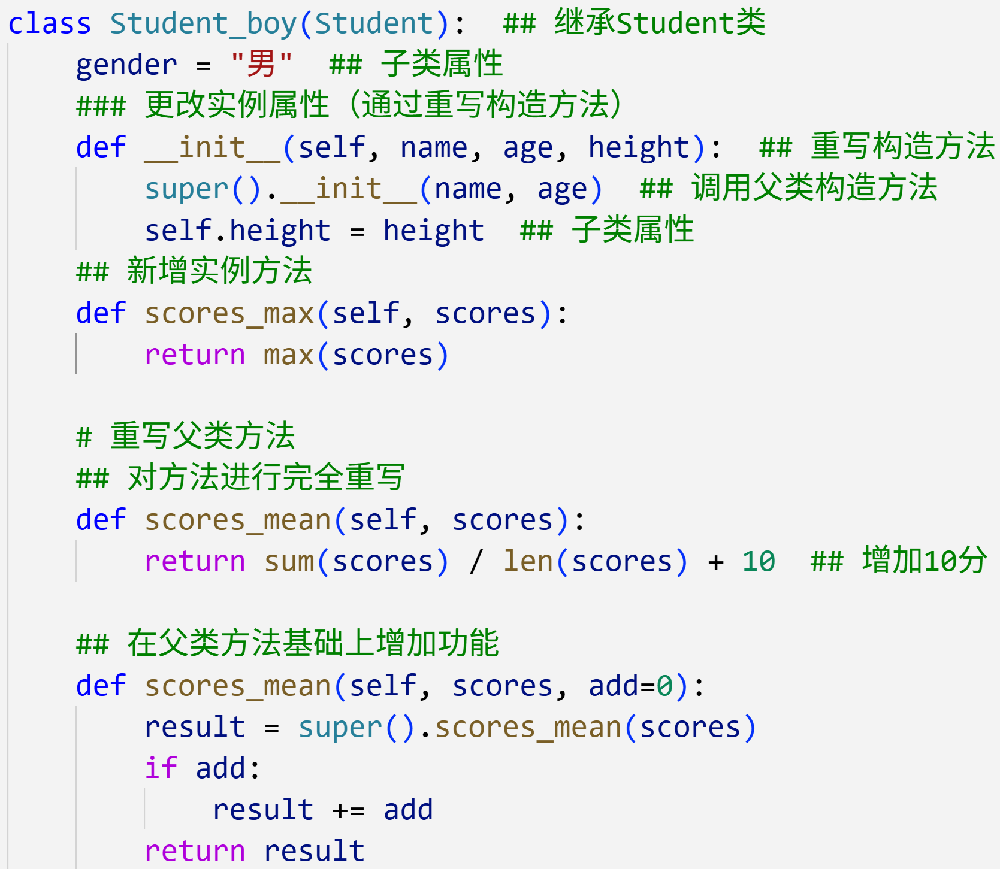 class Student_boy(Student):  ## 继承Student类
    gender = "男"  ## 子类属性
    ### 更改实例属性（通过重写构造方法）
    def __init__(self, name, age, height):  ## 重写构造方法
        super().__init__(name, age)  ## 调用父类构造方法
        self.height = height  ## 子类属性
    ## 新增实例方法
    def scores_max(self, scores):
        return max(scores)

    # 重写父类方法
    ## 对方法进行完全重写
    def scores_mean(self, scores):
        return sum(scores) / len(scores) + 10  ## 增加10分

    ## 在父类方法基础上增加功能
    def scores_mean(self, scores, add=0):
        result = super().scores_mean(scores)
        if add:
            result += add
        return result